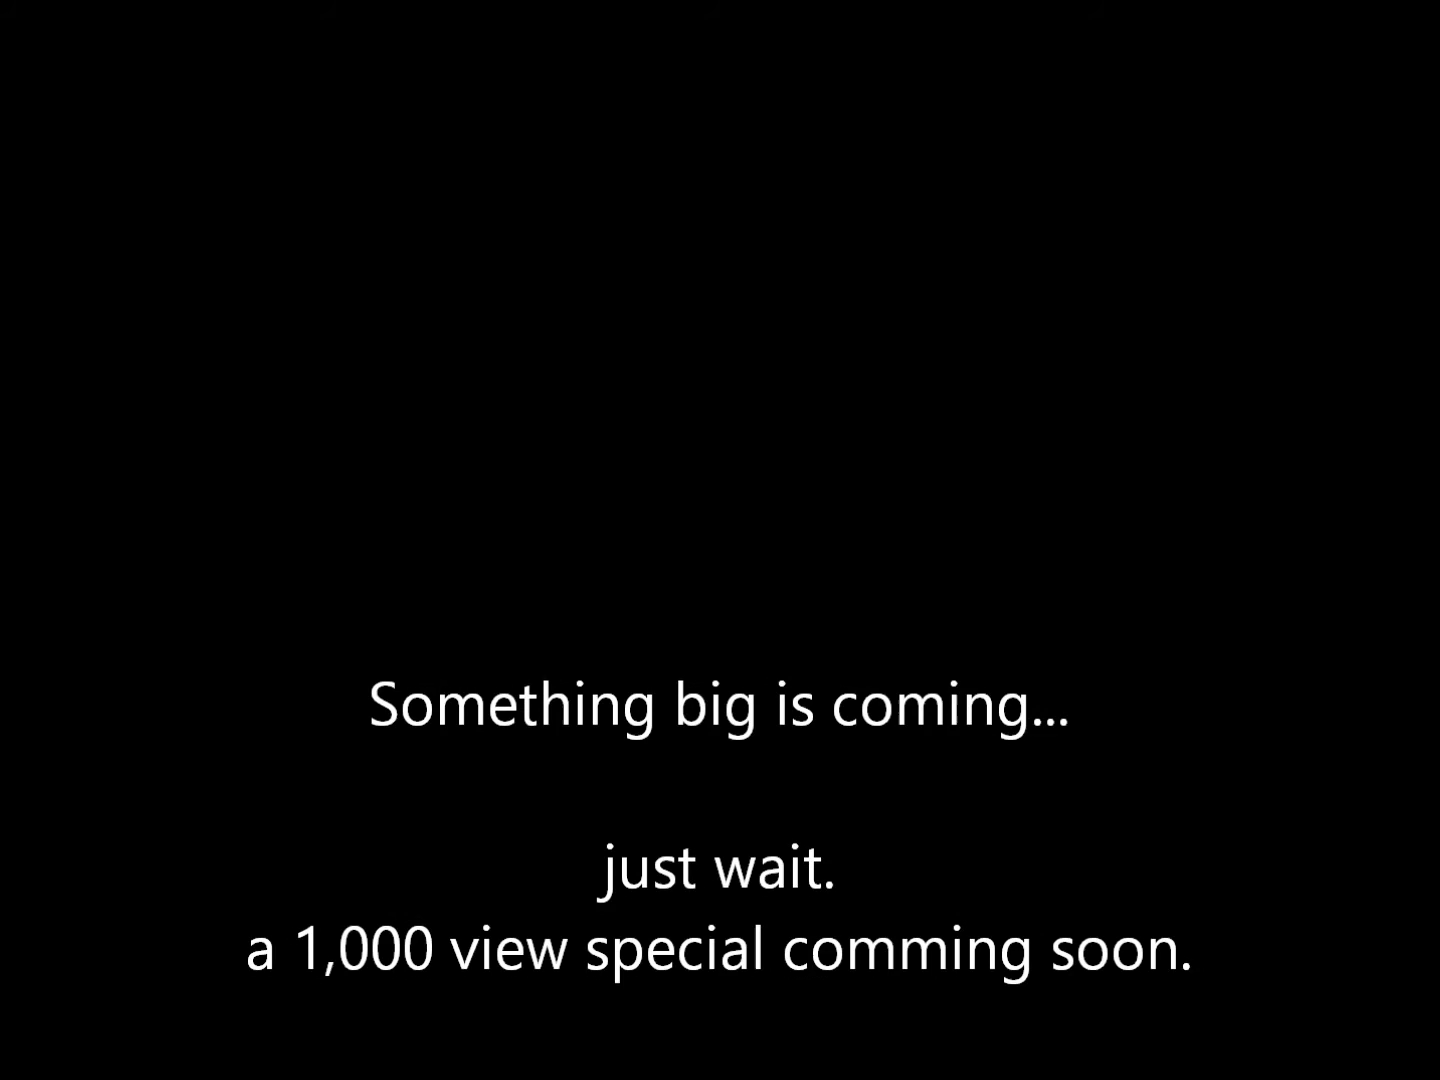 Something big is coming...
just wait.
a 1,000 view special comming soon.